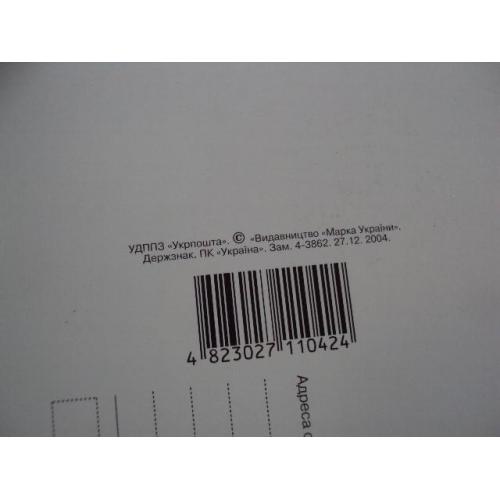 УДППЗ «Укрпошта». © «Видавництво «Марка України».
Держзнак. ПК «Україна». Зам. 4-3862. 27.12. 2004.
4 823027 110424
Адреса